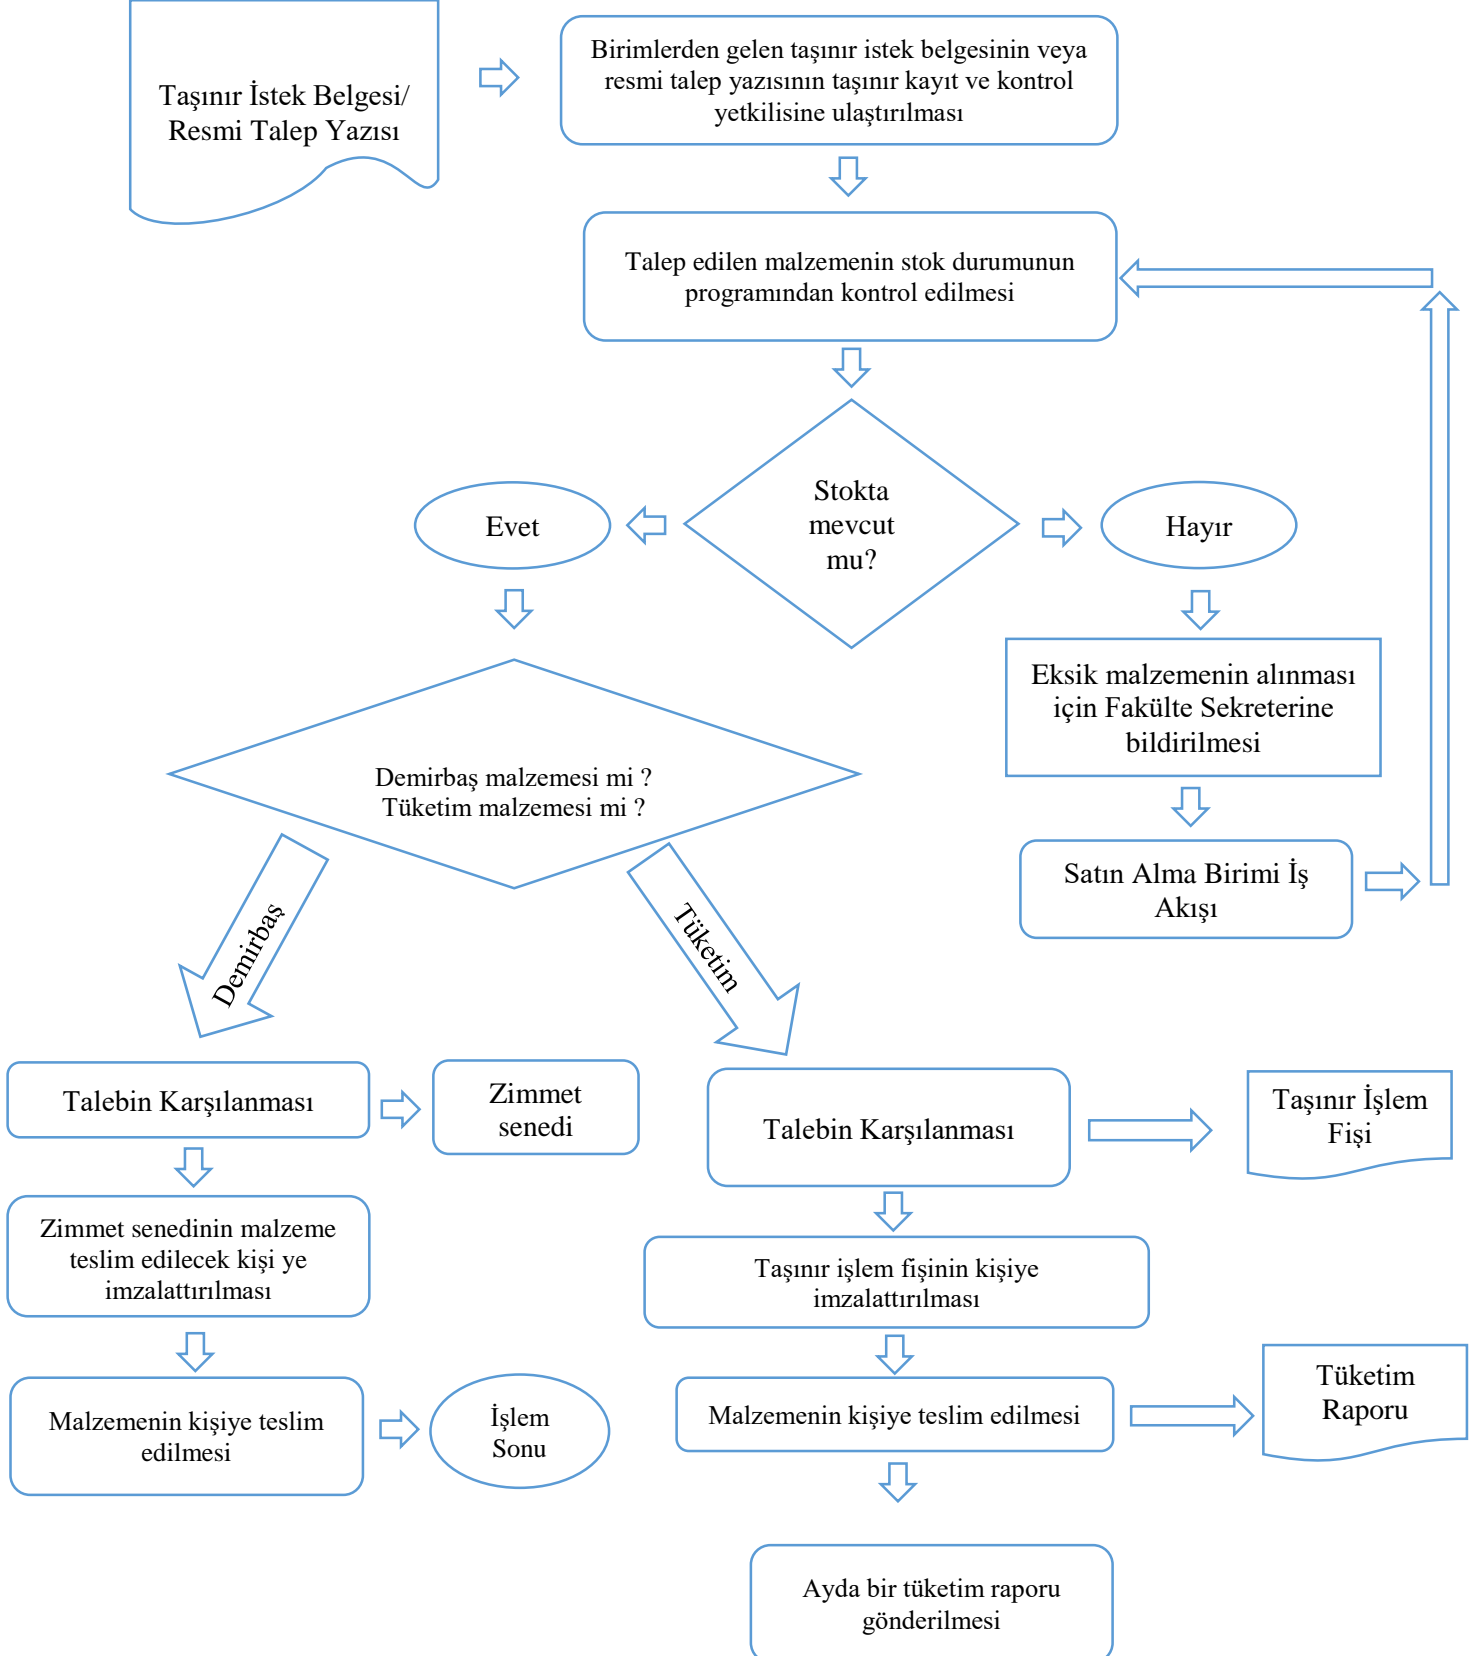 Taşınır İstek Belgesi/
Resmi Talep Yazısı
Birimlerden gelen taşınır istek belgesinin veya
resmi talep yazısının taşınır kayıt ve kontrol
yetkilisine ulaştırılması
Talep edilen malzemenin stok durumunun
programından kontrol edilmesi
Stokta
mevcut
mu?
Evet
Hayır
Eksik malzemenin alınması
için Fakülte Sekreterine
bildirilmesi
Demirbaş malzemesi mi ?
Tüketim malzemesi mi ?
Satın Alma Birimi İş
Akışı
Demirbaş
Tüketim
Talebin Karşılanması
Zimmet
senedi
Talebin Karşılanması
Taşınır İşlem
Fişi
Zimmet senedinin malzeme
teslim edilecek kişi ye
imzalattırılması
Taşınır işlem fişinin kişiye
imzalattırılması
Malzemenin kişiye teslim
edilmesi
İşlem
Sonu
Malzemenin kişiye teslim edilmesi
Tüketim
Raporu
Ayda bir tüketim raporu
gönderilmesi